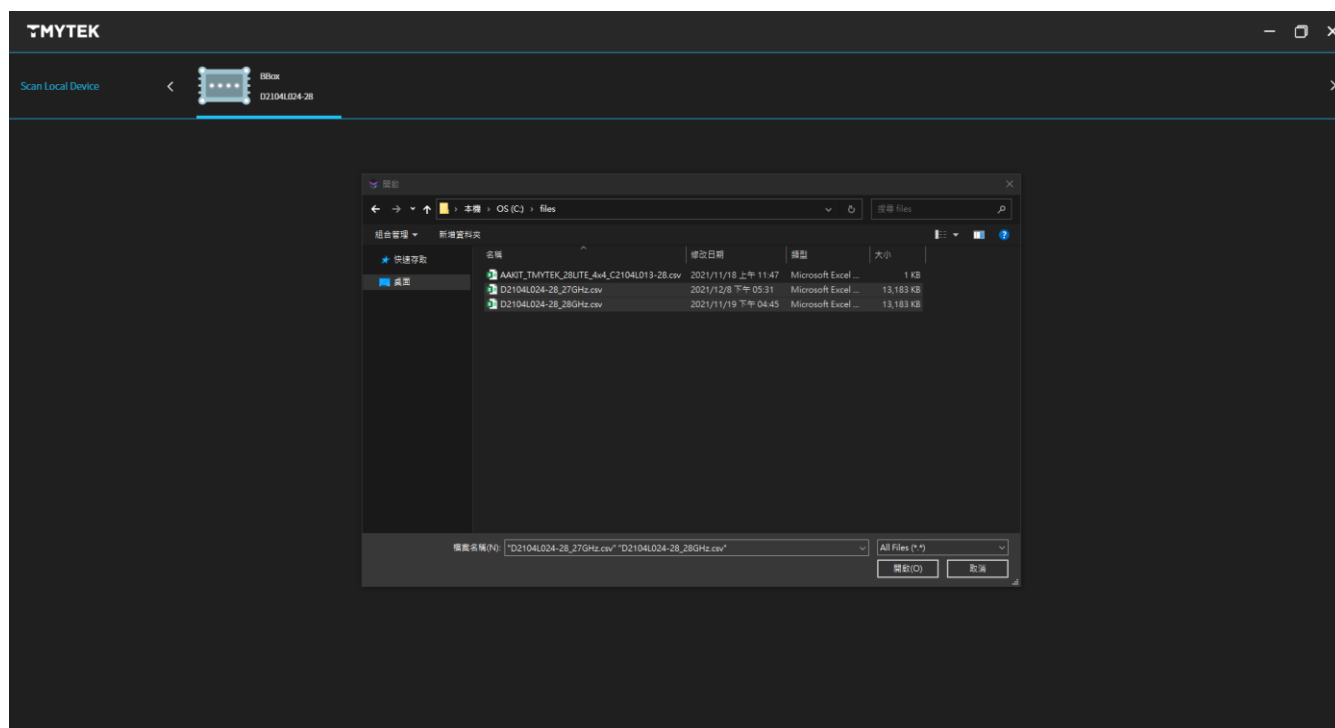 TMYTEK
Scan Local Device
BBox
D2104L024-28
開啟
本機 › OS (C:) › files
搜尋 files
組合管理
新增資料夾
快速存取
桌面
名稱 修改日期 類型 大小
AAKIT_TMYTEK_28LITE_4x4_C2104L013-28.csv 2021/11/18 上午 11:47 Microsoft Excel ... 1 KB
D2104L024-28_27GHz.csv 2021/12/8 下午 05:31 Microsoft Excel ... 13,183 KB
D2104L024-28_28GHz.csv 2021/11/19 下午 04:45 Microsoft Excel ... 13,183 KB
檔案名稱(N): "D2104L024-28_27GHz.csv" "D2104L024-28_28GHz.csv" All Files (*.*)
開啟(O) 取消